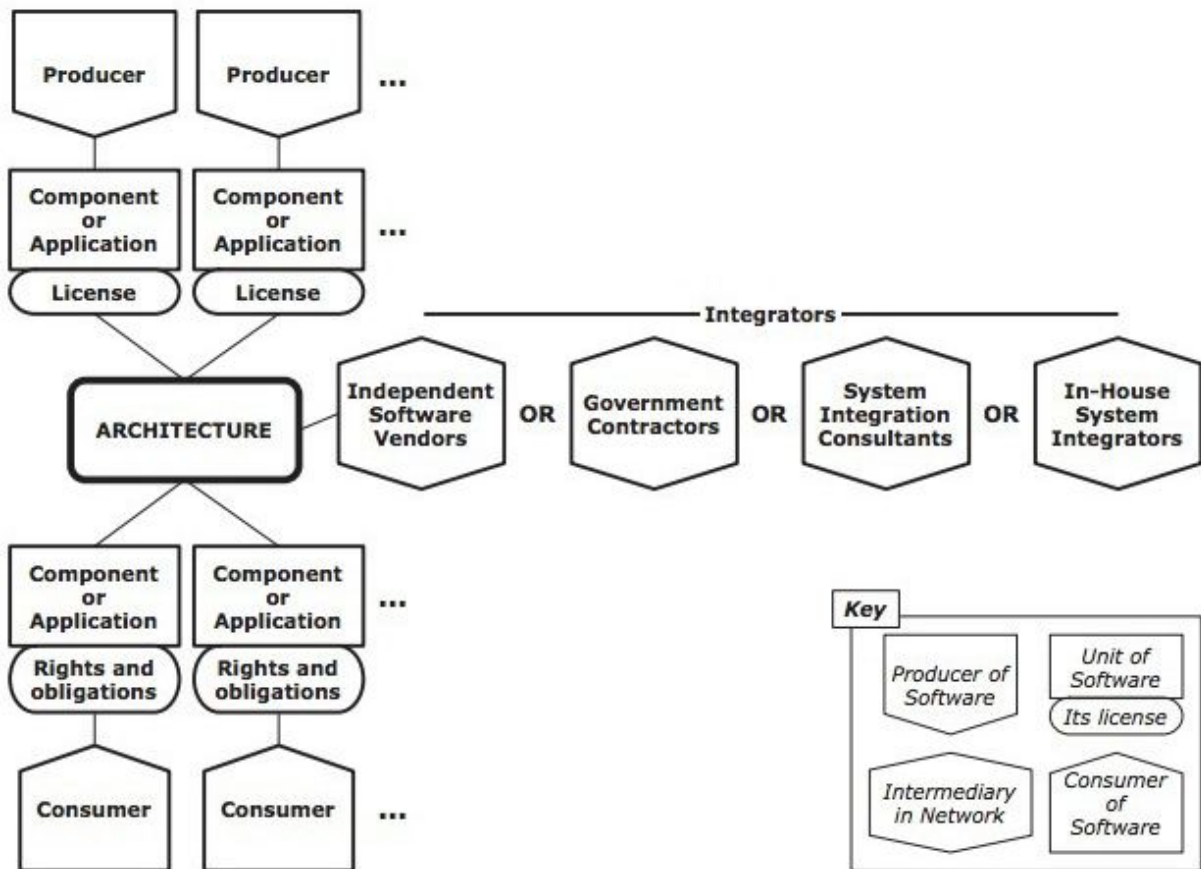 Producer
Producer
...
Component
or
Application
Component
or
Application
...
License
License
Integrators
ARCHITECTURE
Independent
Software
Vendors
OR
Government
Contractors
OR
System
Integration
Consultants
OR
In-House
System
Integrators
Component
or
Application
Component
or
Application
...
Rights and
obligations
Rights and
obligations
Consumer
Consumer
...
Key
Producer of
Software
Unit of
Software
Its license
Intermediary
in Network
Consumer
of
Software